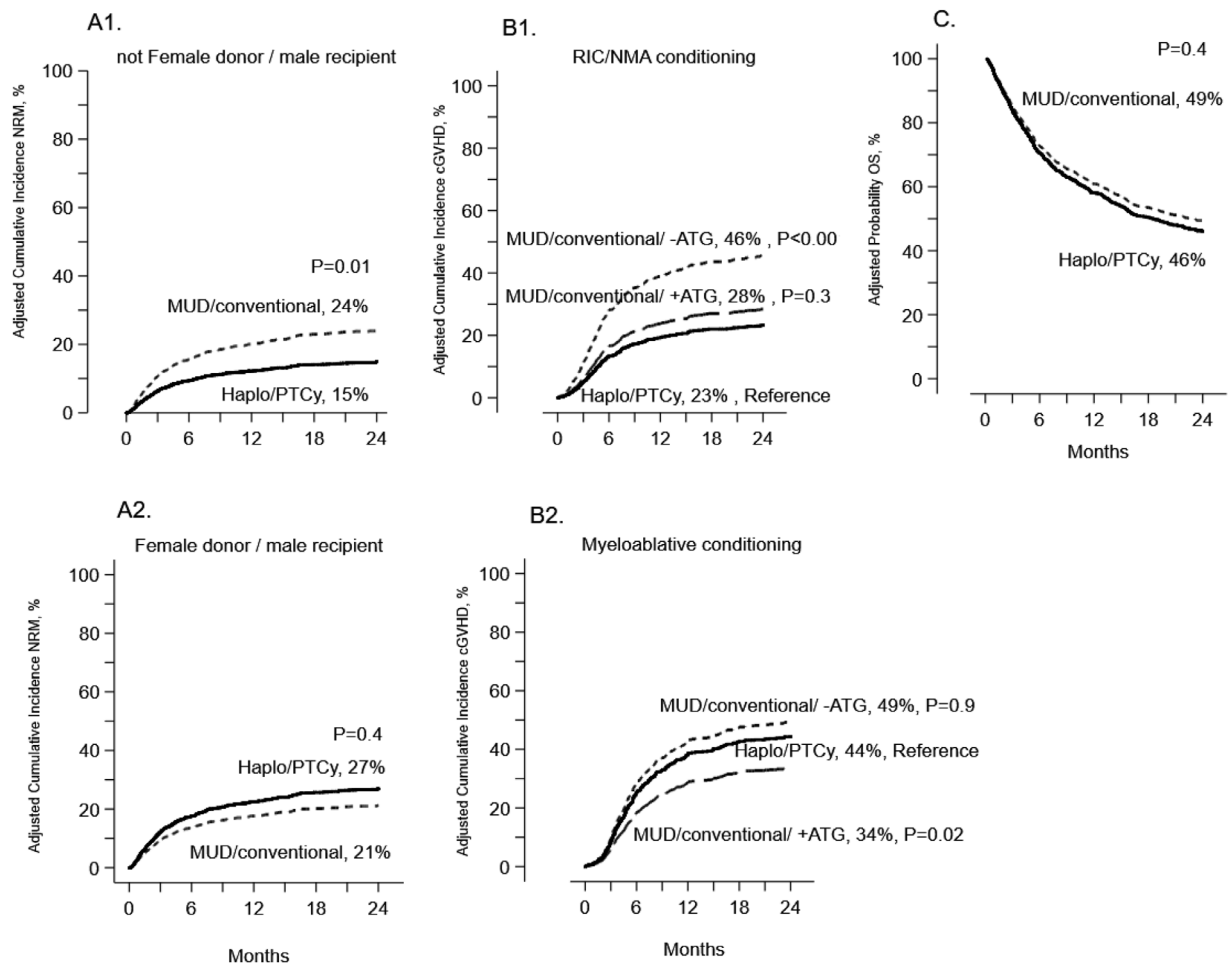 A1.
not Female donor / male recipient
Adjusted Cumulative Incidence NRM, %
100
80
60
40
20
0
P=0.01
MUD/conventional, 24%
Haplo/PTCy, 15%
0 6 12 18 24
B1.
RIC/NMA conditioning
Adjusted Cumulative Incidence cGVHD, %
100
80
60
40
20
0
MUD/conventional/ -ATG, 46% , P<0.00
MUD/conventional/ +ATG, 28% , P=0.3
Haplo/PTCy, 23% , Reference
0 6 12 18 24
C.
P=0.4
Adjusted Probability OS, %
100
80
60
40
20
0
MUD/conventional, 49%
Haplo/PTCy, 46%
0 6 12 18 24
Months
A2.
Female donor / male recipient
Adjusted Cumulative Incidence NRM, %
100
80
60
40
20
0
P=0.4
Haplo/PTCy, 27%
MUD/conventional, 21%
0 6 12 18 24
Months
B2.
Myeloablative conditioning
Adjusted Cumulative Incidence cGVHD, %
100
80
60
40
20
0
MUD/conventional/ -ATG, 49%, P=0.9
Haplo/PTCy, 44%, Reference
MUD/conventional/ +ATG, 34%, P=0.02
0 6 12 18 24
Months